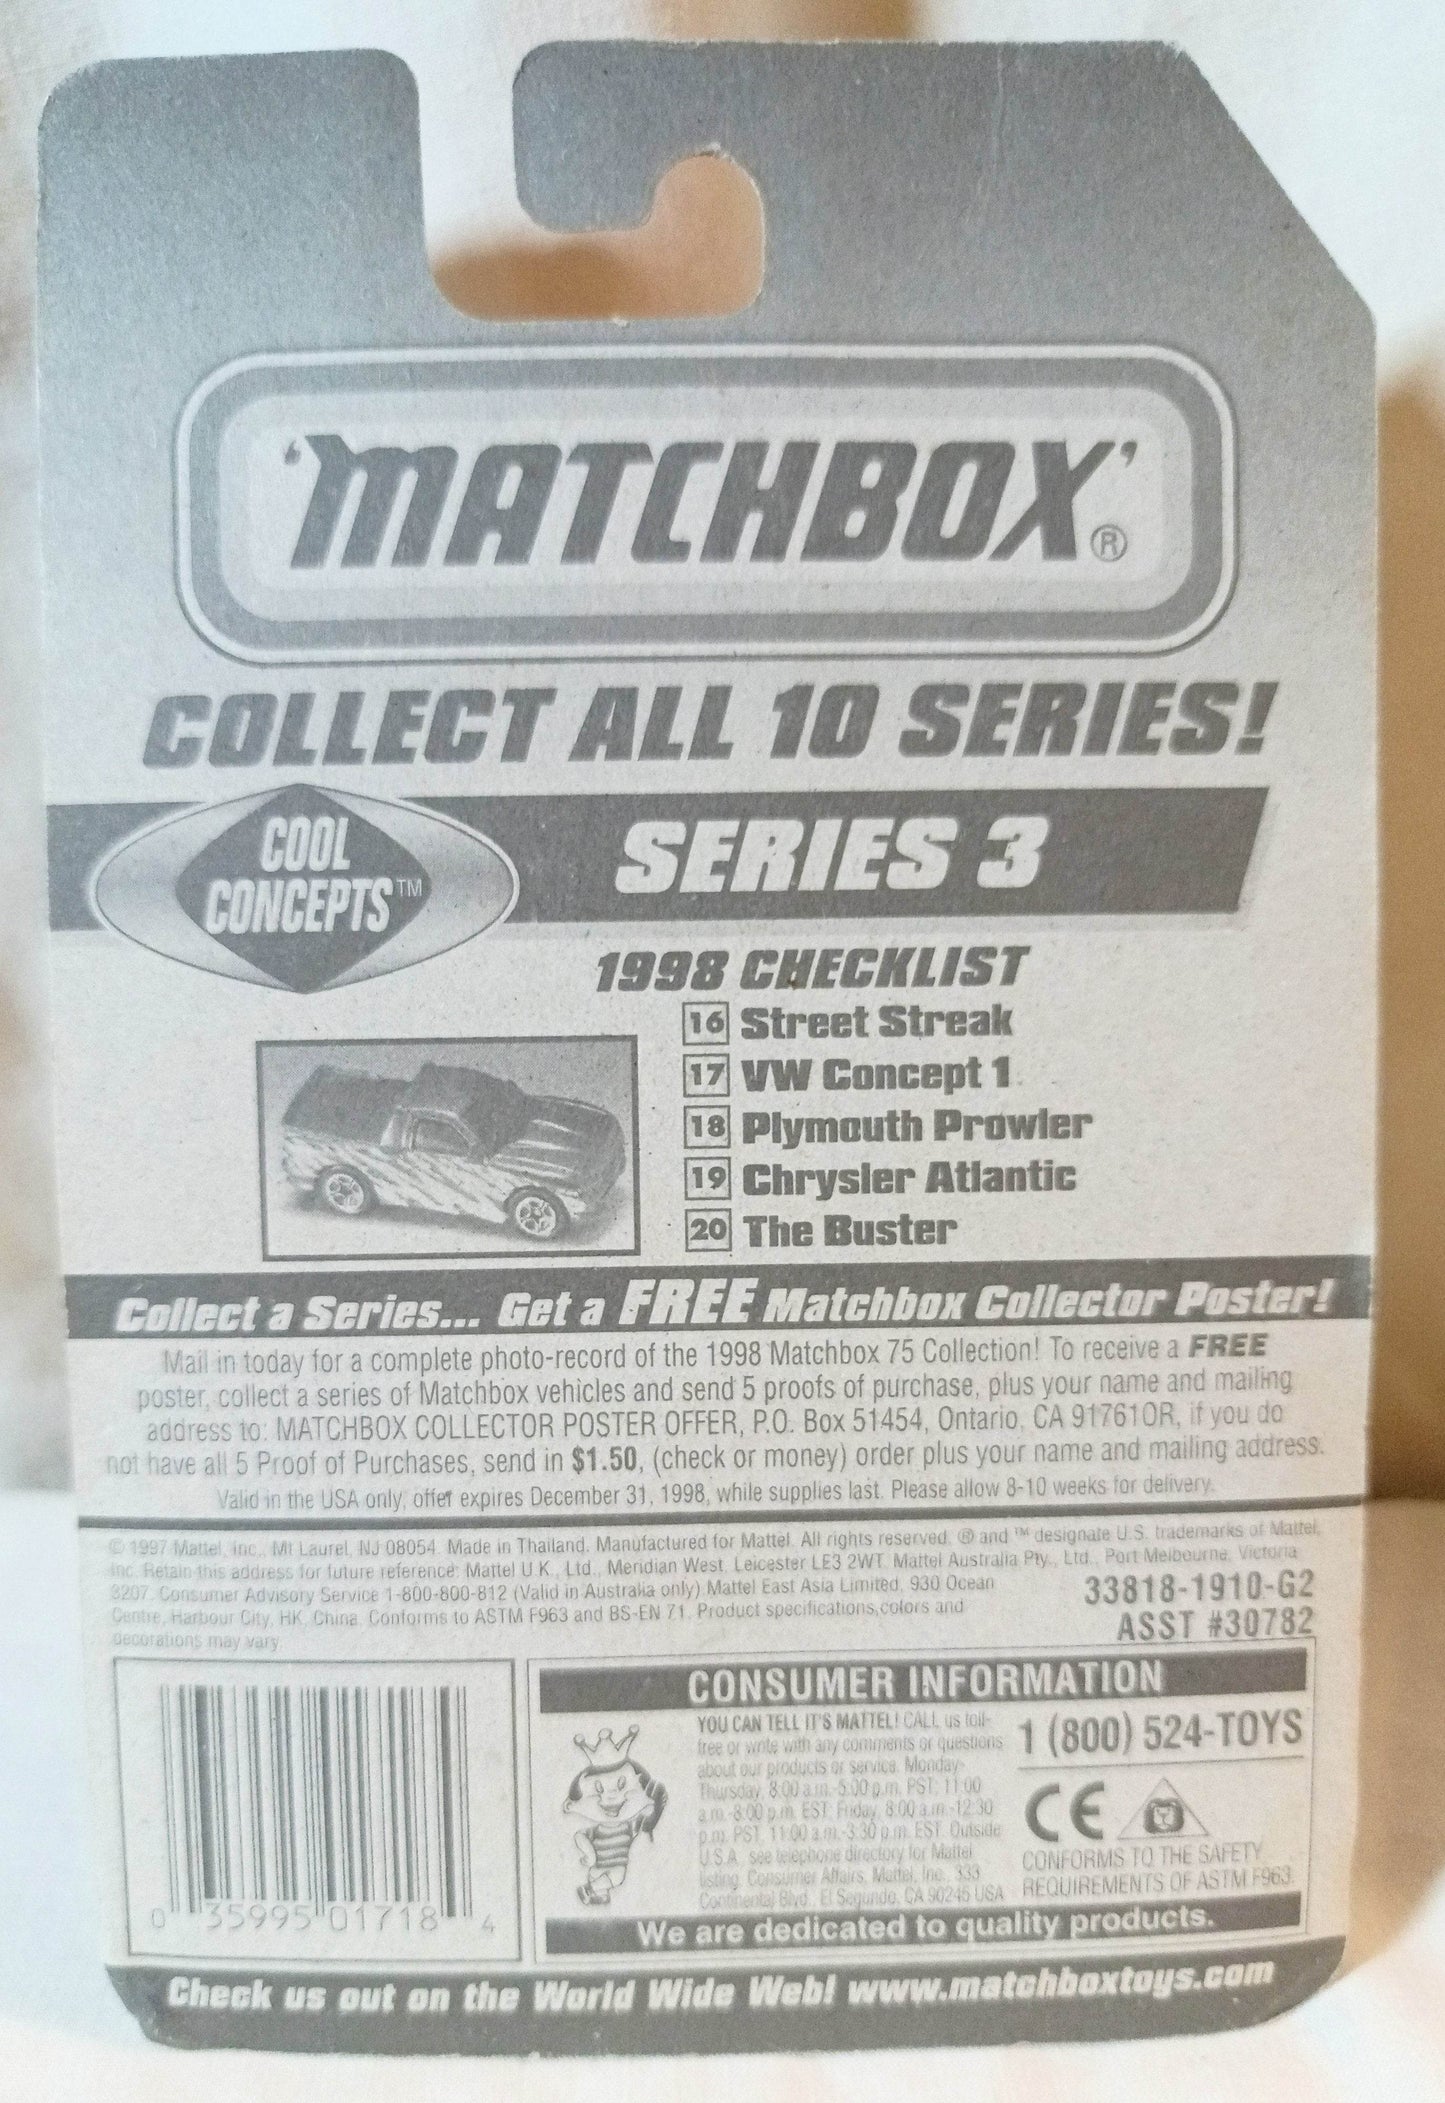 'MATCHBOX'®
COLLECT ALL 10 SERIES!
COOL
CONCEPTS™
SERIES 3
1998 CHECKLIST
16 Street Streak
17 VW Concept 1
18 Plymouth Prowler
19 Chrysler Atlantic
20 The Buster
Collect a Series... Get a FREE Matchbox Collector Poster!
Mail in today for a complete photo-record of the 1998 Matchbox 75 Collection! To receive a FREE
poster, collect a series of Matchbox vehicles and send 5 proofs of purchase, plus your name and mailing
address to: MATCHBOX COLLECTOR POSTER OFFER, P.O. Box 51454, Ontario, CA 91761OR, if you do
not have all 5 Proof of Purchases, send in $1.50, (check or money) order plus your name and mailing address.
Valid in the USA only, offer expires December 31, 1998, while supplies last. Please allow 8-10 weeks for delivery.
© 1997 Mattel, Inc., Mt Laurel, NJ 08054. Made in Thailand. Manufactured for Mattel. All rights reserved. ® and ™ designate U.S. trademarks of Mattel,
Inc. Retain this address for future reference: Mattel U.K., Ltd., Meridian West, Leicester LE3 2WT. Mattel Australia Pty., Ltd., Port Melbourne, Victoria
3207. Consumer Advisory Service 1-800-800-812 (Valid in Australia only) Mattel East Asia Limited, 930 Ocean
Centre, Harbour City, HK, China. Conforms to ASTM F963 and BS-EN 71. Product specifications,colors and
decorations may vary.
33818-1910-G2
ASST #30782
0 35995 01718 4
CONSUMER INFORMATION
YOU CAN TELL IT'S MATTEL! CALL us toll-
free or write with any comments or questions
about our products or service. Monday-
Thursday, 8:00 a.m.-5:00 p.m. PST; 11:00
a.m.-8:00 p.m. EST: Friday, 8:00 a.m.-12:30
p.m. PST, 11:00 a.m.-3:30 p.m. EST. Outside
U.S.A. see telephone directory for Mattel
listing. Consumer Affairs, Mattel, Inc., 333
Continental Blvd., El Segundo, CA 90245 USA
1 (800) 524-TOYS
CE
CONFORMS TO THE SAFETY
REQUIREMENTS OF ASTM F963.
We are dedicated to quality products.
Check us out on the World Wide Web! www.matchboxtoys.com